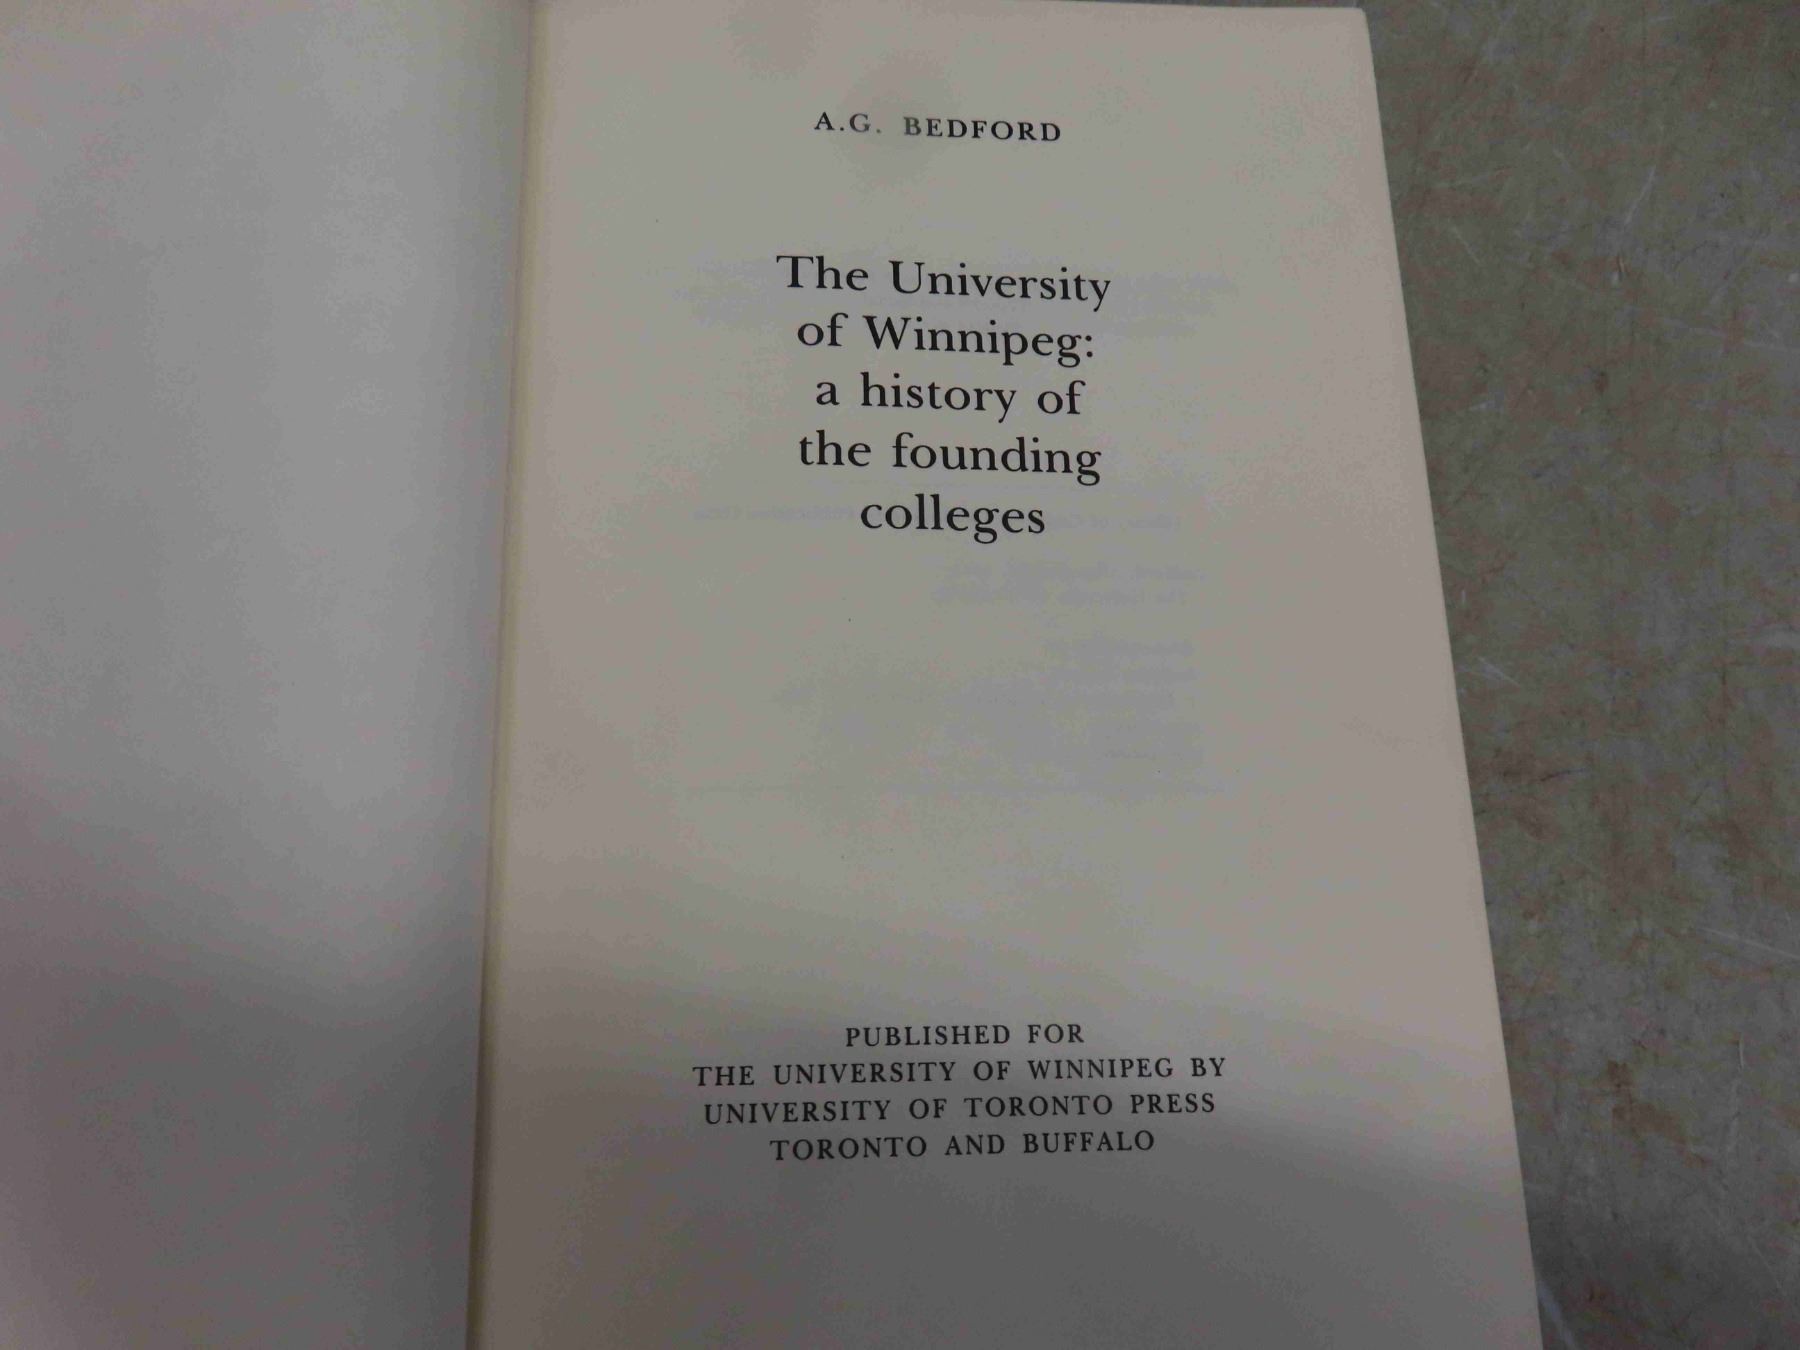 A.G. BEDFORD
The University
of Winnipeg:
a history of
the founding
colleges
PUBLISHED FOR
THE UNIVERSITY OF WINNIPEG BY
UNIVERSITY OF TORONTO PRESS
TORONTO AND BUFFALO